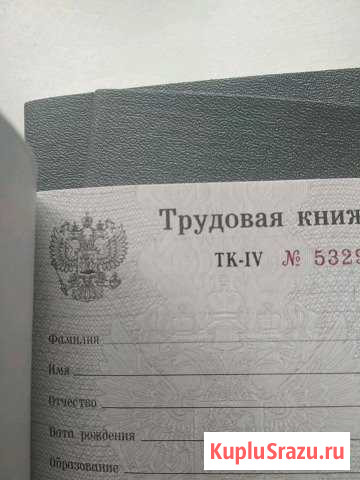 Трудовая книж
ТК-IV № 532
Фамилия
Имя
Отчество
Дата рождения
Образование
KupluSrazu.ru